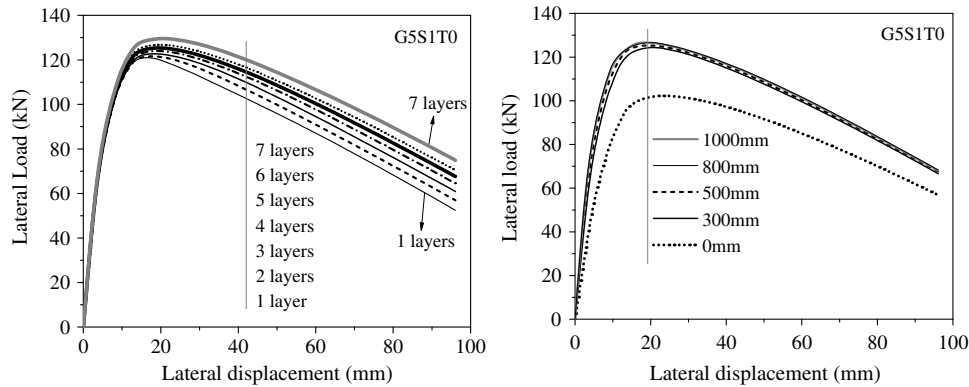 140
120
100
80
60
40
20
0
Lateral Load (kN)
G5S1T0
7 layers
1 layers
7 layers
6 layers
5 layers
4 layers
3 layers
2 layers
1 layer
0 20 40 60 80 100
Lateral displacement (mm)
140
120
100
80
60
40
20
0
Lateral load (kN)
G5S1T0
1000mm
800mm
500mm
300mm
0mm
0 20 40 60 80 100
Lateral displacement (mm)